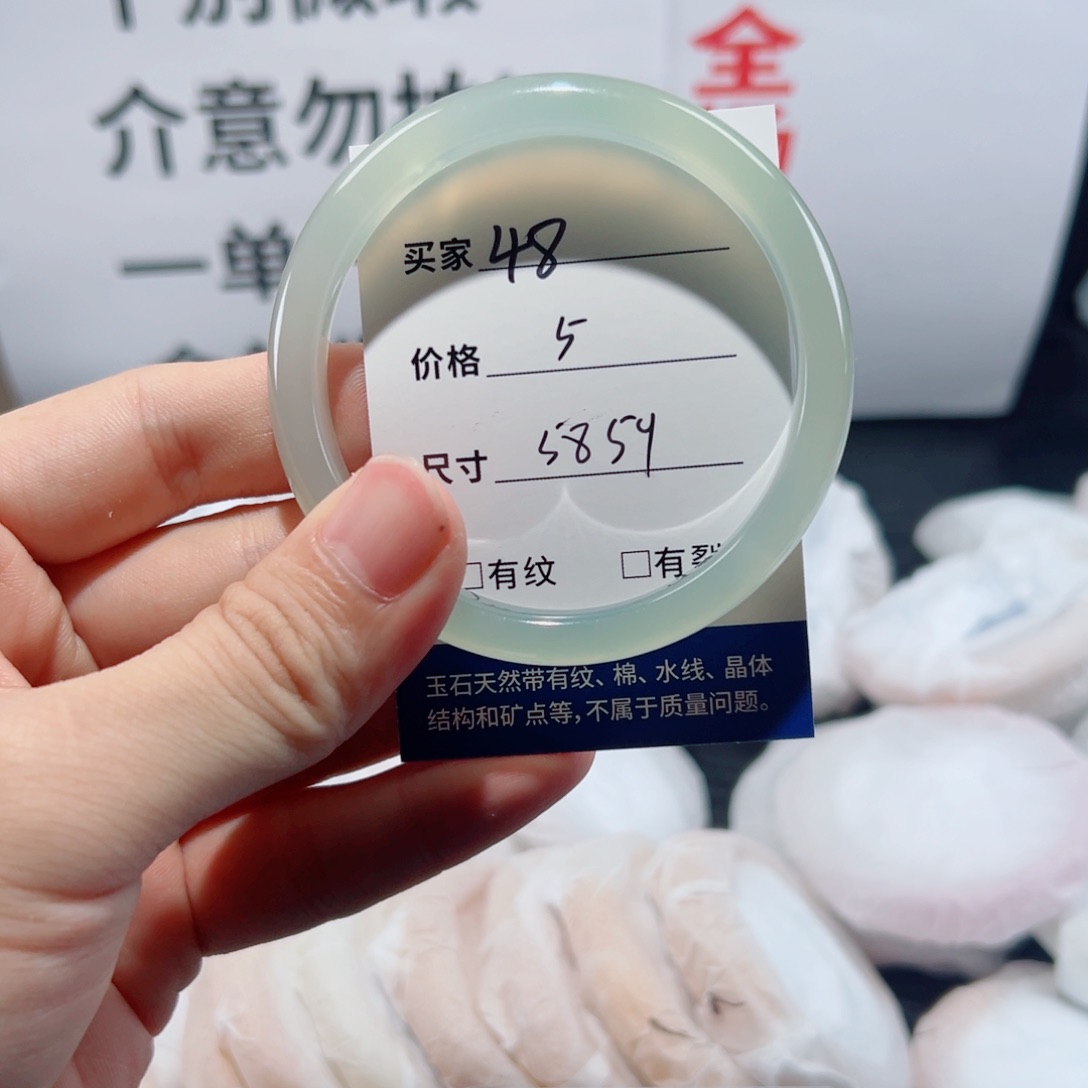 介意勿
一单
全
买家 48
价格 5
尺寸 5859
□有纹 □有裂
玉石天然带有纹、棉、水线、晶体
结构和矿点等,不属于质量问题。